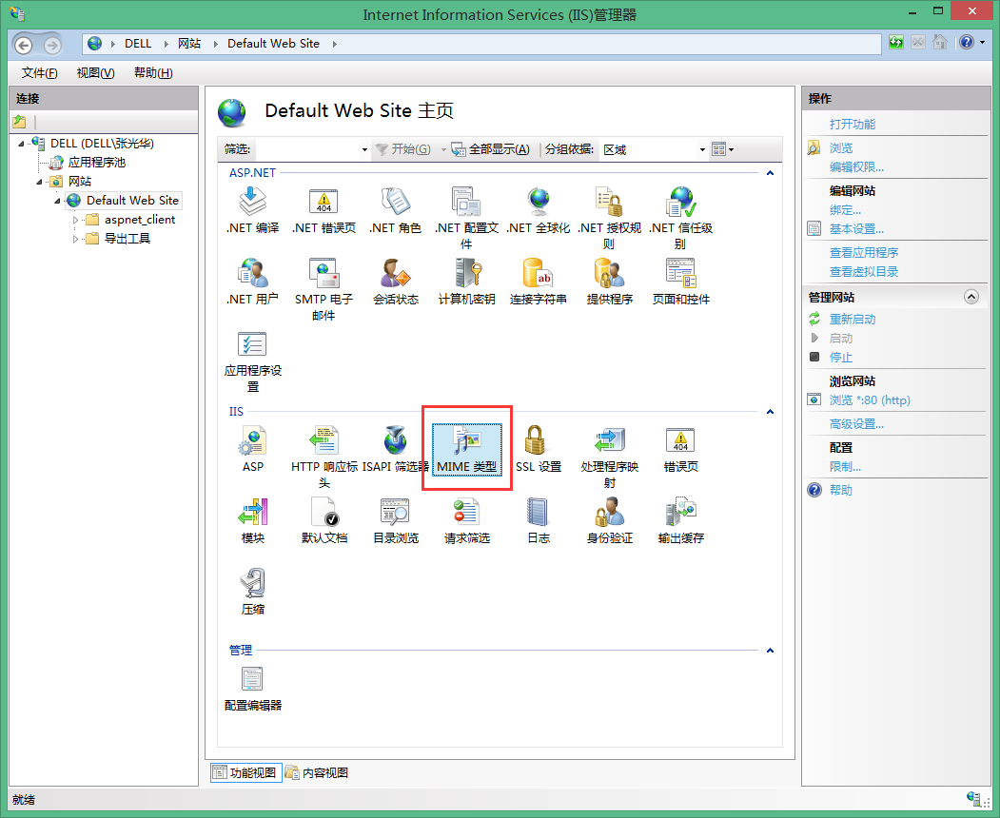 Internet Information Services (IIS)管理器
DELL 网站 Default Web Site
文件(F) 视图(V) 帮助(H)
连接
DELL (DELL\张光华)
应用程序池
网站
Default Web Site
aspnet_client
导出工具
Default Web Site 主页
筛选: 开始(G) 全部显示(A) 分组依据: 区域
ASP.NET
.NET 编译 .NET 错误页 .NET 角色 .NET 配置文件 .NET 全球化 .NET 授权规则 .NET 信任级别
.NET 用户 SMTP 电子邮件 会话状态 计算机密钥 连接字符串 提供程序 页面和控件
应用程序设置
IIS
ASP HTTP 响应标头 ISAPI 筛选器 MIME 类型 SSL 设置 处理程序映射 错误页
模块 默认文档 目录浏览 请求筛选 日志 身份验证 输出缓存
压缩
管理
配置编辑器
功能视图 内容视图
操作
打开功能
浏览
编辑权限...
编辑网站
绑定...
基本设置...
查看应用程序
查看虚拟目录
管理网站
重新启动
启动
停止
浏览网站
浏览 *:80 (http)
高级设置...
配置
限制...
帮助
就绪